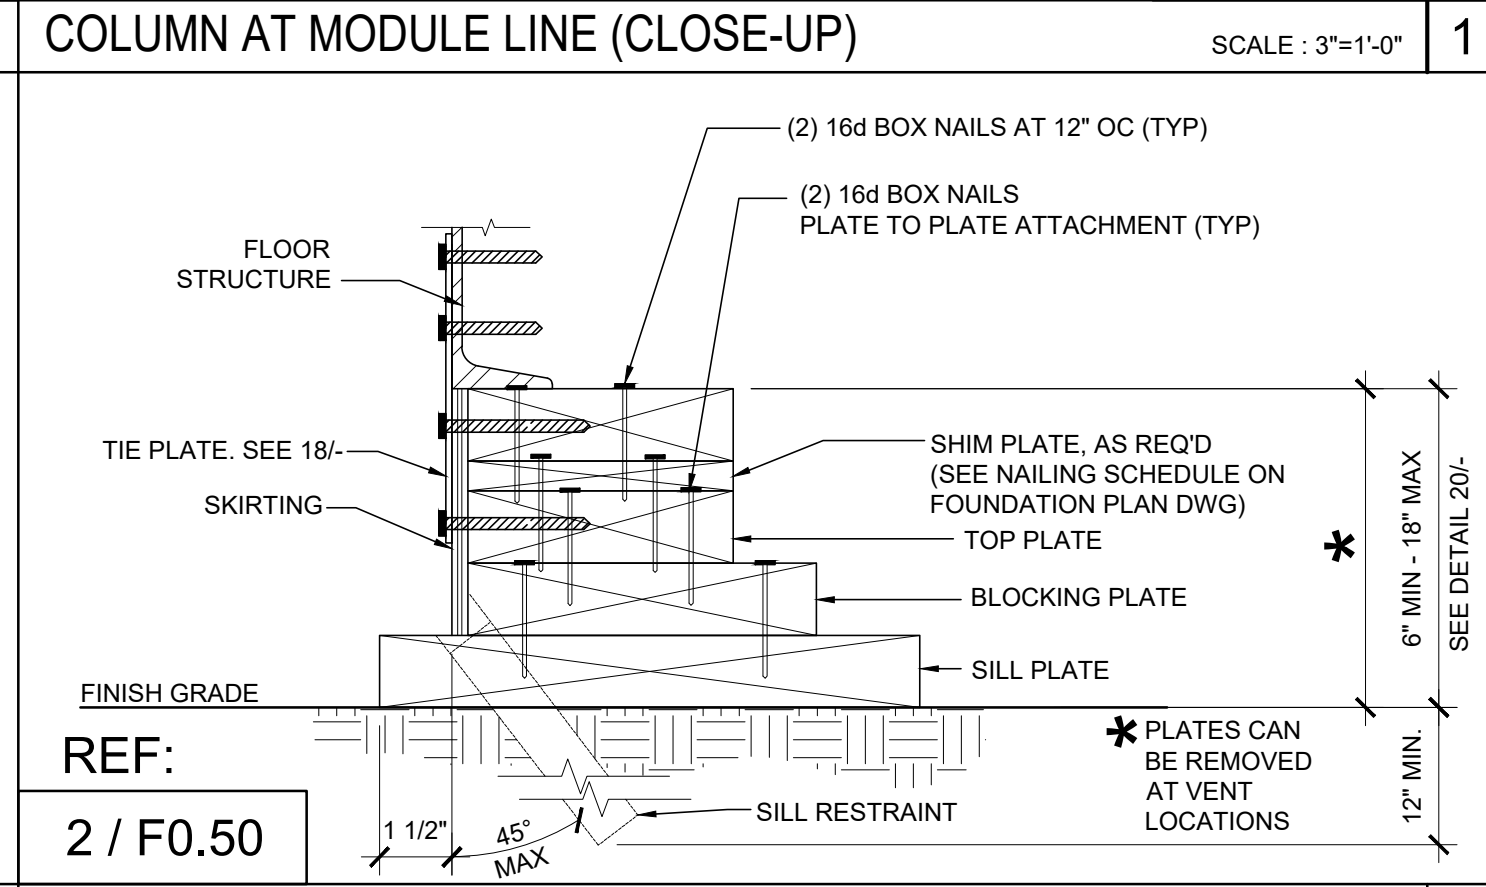 COLUMN AT MODULE LINE (CLOSE-UP)
SCALE : 3"=1'-0"
1
(2) 16d BOX NAILS AT 12" OC (TYP)
(2) 16d BOX NAILS
PLATE TO PLATE ATTACHMENT (TYP)
FLOOR
STRUCTURE
TIE PLATE. SEE 18/-
SKIRTING
SHIM PLATE, AS REQ'D
(SEE NAILING SCHEDULE ON
FOUNDATION PLAN DWG)
TOP PLATE
BLOCKING PLATE
SILL PLATE
*
6" MIN - 18" MAX
SEE DETAIL 20/-
FINISH GRADE
* PLATES CAN
BE REMOVED
AT VENT
LOCATIONS
12" MIN.
REF:
2 / F0.50
1 1/2"
45°
MAX
SILL RESTRAINT